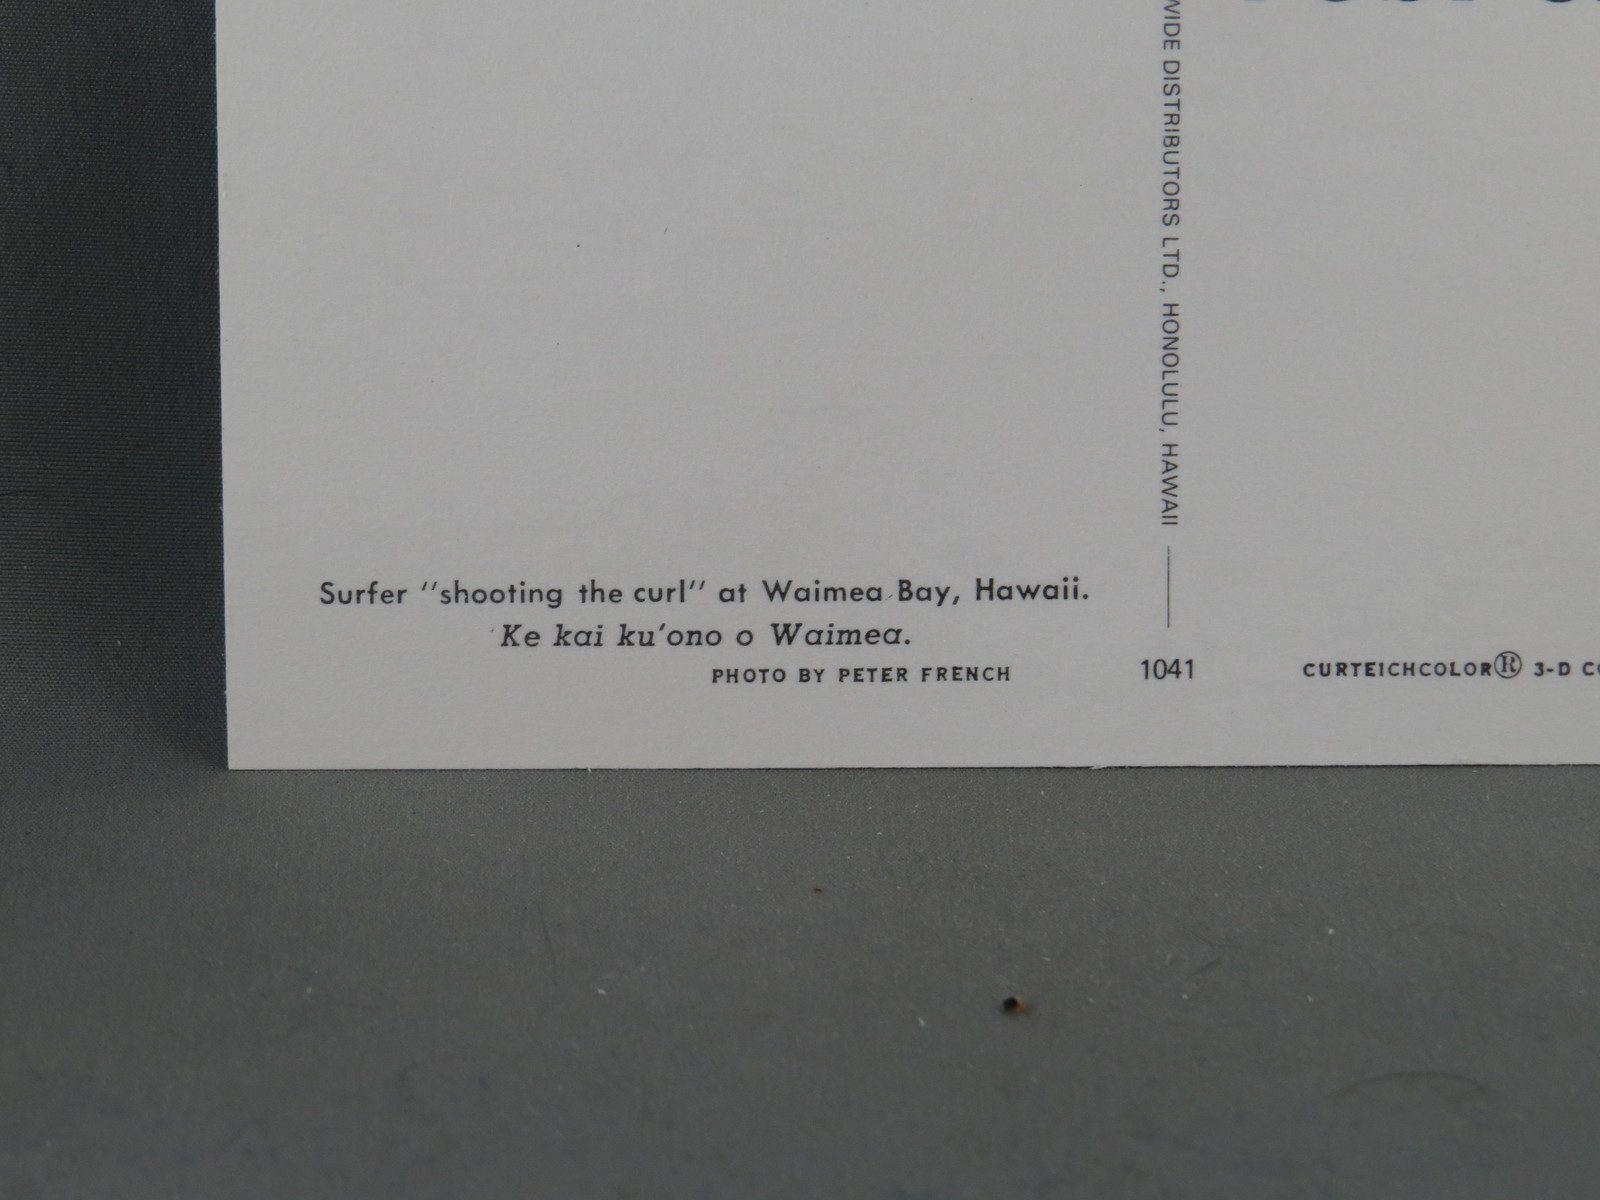 Surfer "shooting the curl" at Waimea Bay, Hawaii.
Ke kai ku'ono o Waimea.
PHOTO BY PETER FRENCH
DISTRIBUTORS LTD., HONOLULU, HAWAII
1041
CURTEICHCOLOR® 3-D